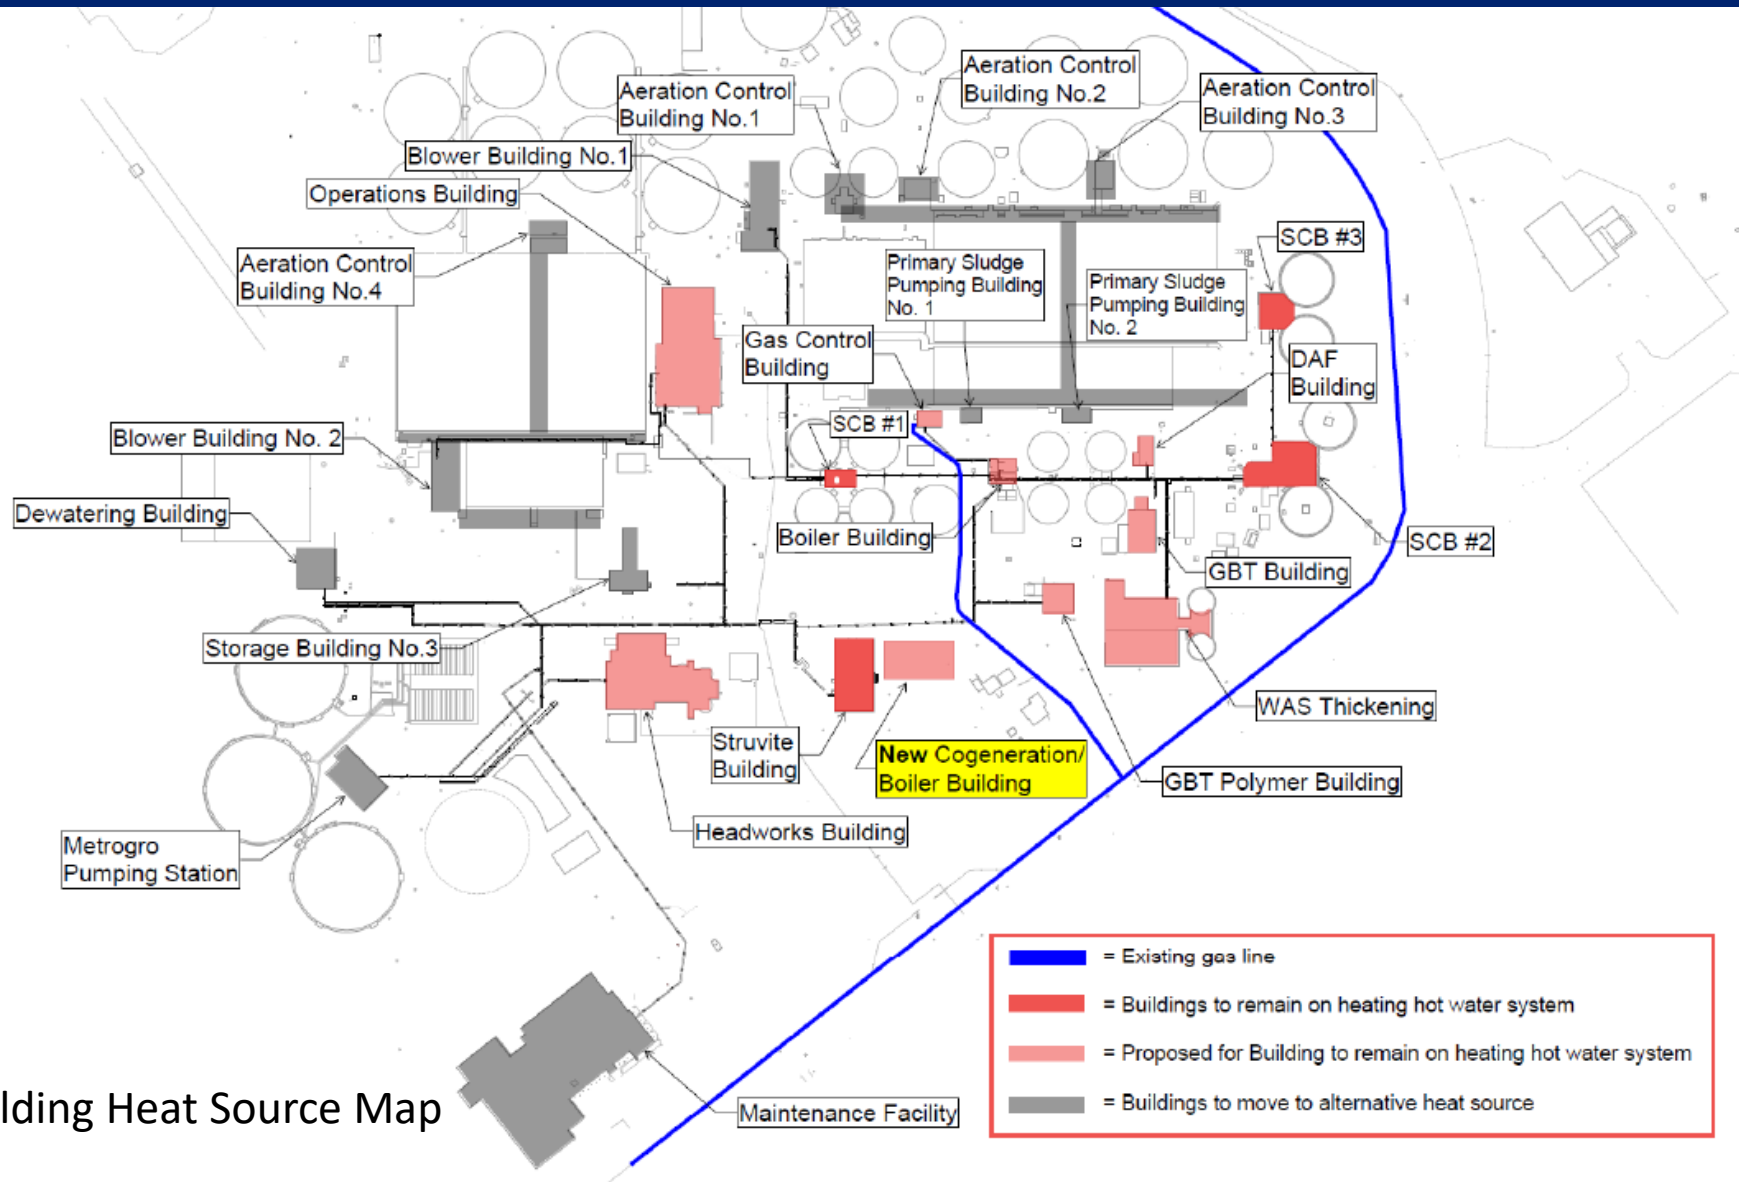 Aeration Control
Building No.1
Aeration Control
Building No.2
Aeration Control
Building No.3
Blower Building No.1
Operations Building
Aeration Control
Building No.4
SCB #3
Primary Sludge
Pumping Building
No. 1
Primary Sludge
Pumping Building
No. 2
Gas Control
Building
DAF
Building
SCB #1
Blower Building No. 2
Dewatering Building
Boiler Building
SCB #2
GBT Building
Storage Building No.3
WAS Thickening
Struvite
Building
New Cogeneration/
Boiler Building
GBT Polymer Building
Headworks Building
Metrogro
Pumping Station
= Existing gas line
= Buildings to remain on heating hot water system
= Proposed for Building to remain on heating hot water system
= Buildings to move to alternative heat source
lding Heat Source Map
Maintenance Facility